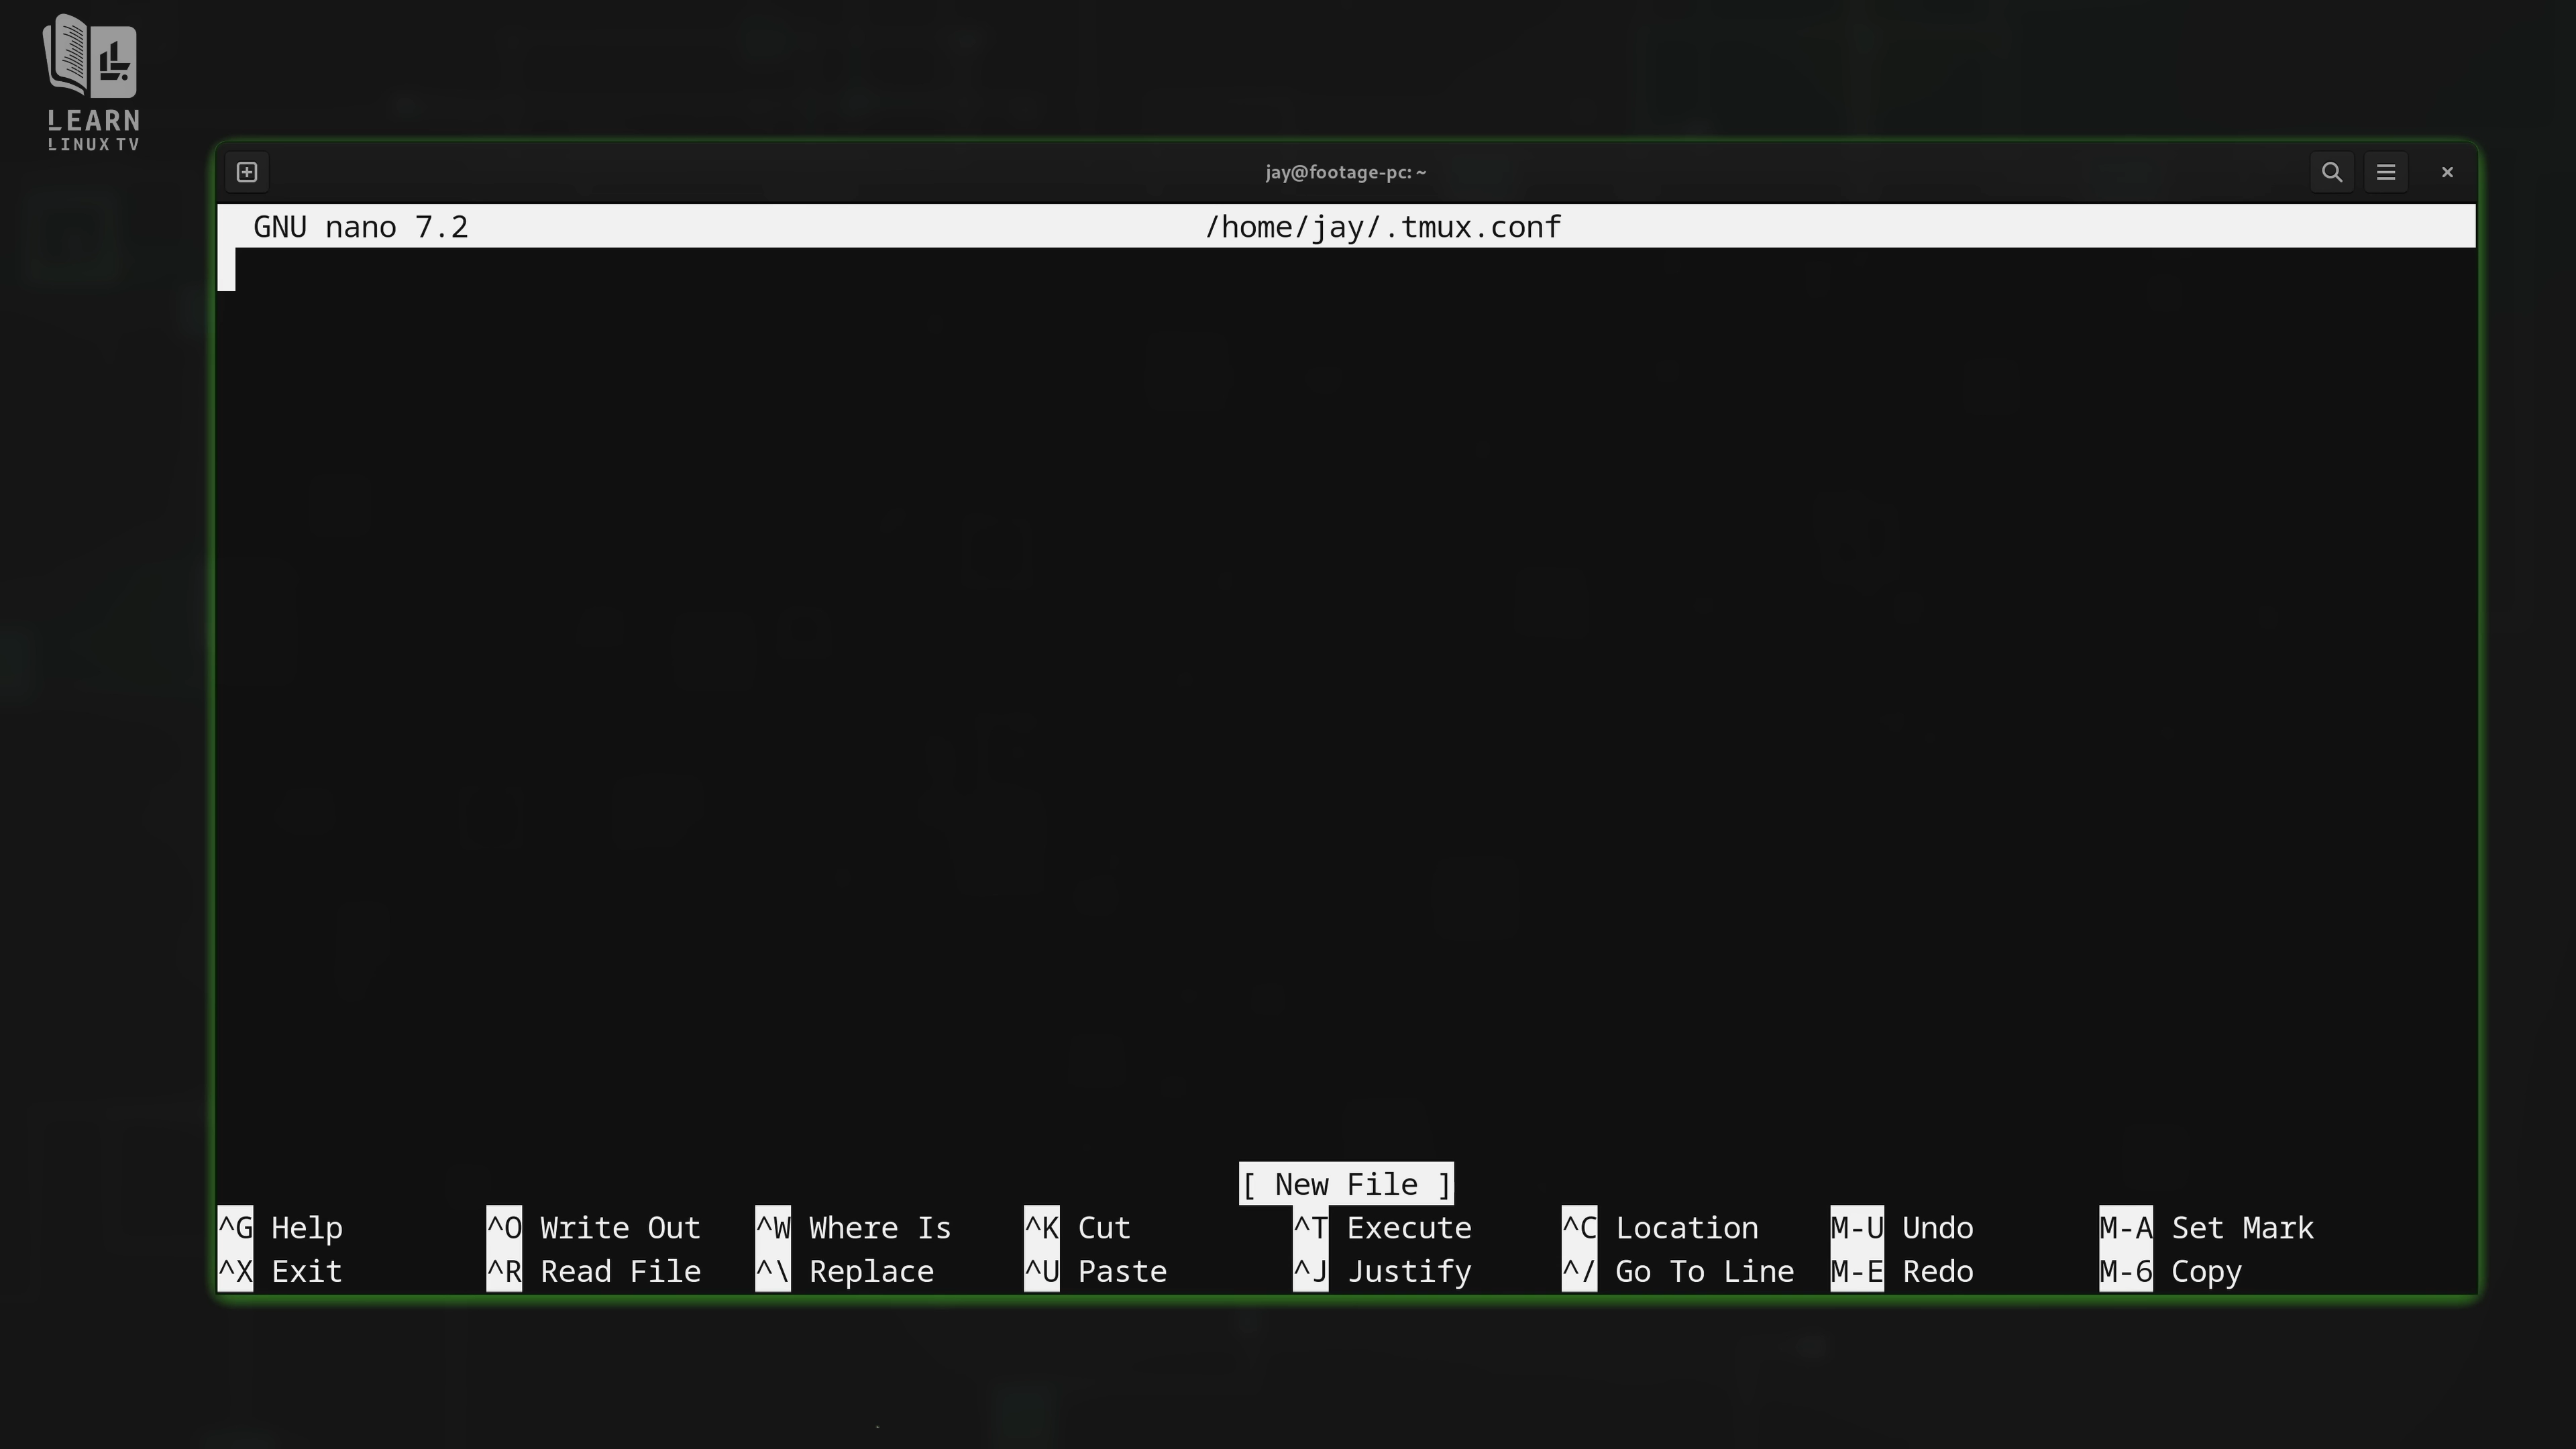 LEARN
LINUX TV
jay@footage-pc: ~
GNU nano 7.2 /home/jay/.tmux.conf
[ New File ]
^G Help ^O Write Out ^W Where Is ^K Cut ^T Execute ^C Location M-U Undo M-A Set Mark
^X Exit ^R Read File ^\ Replace ^U Paste ^J Justify ^/ Go To Line M-E Redo M-6 Copy